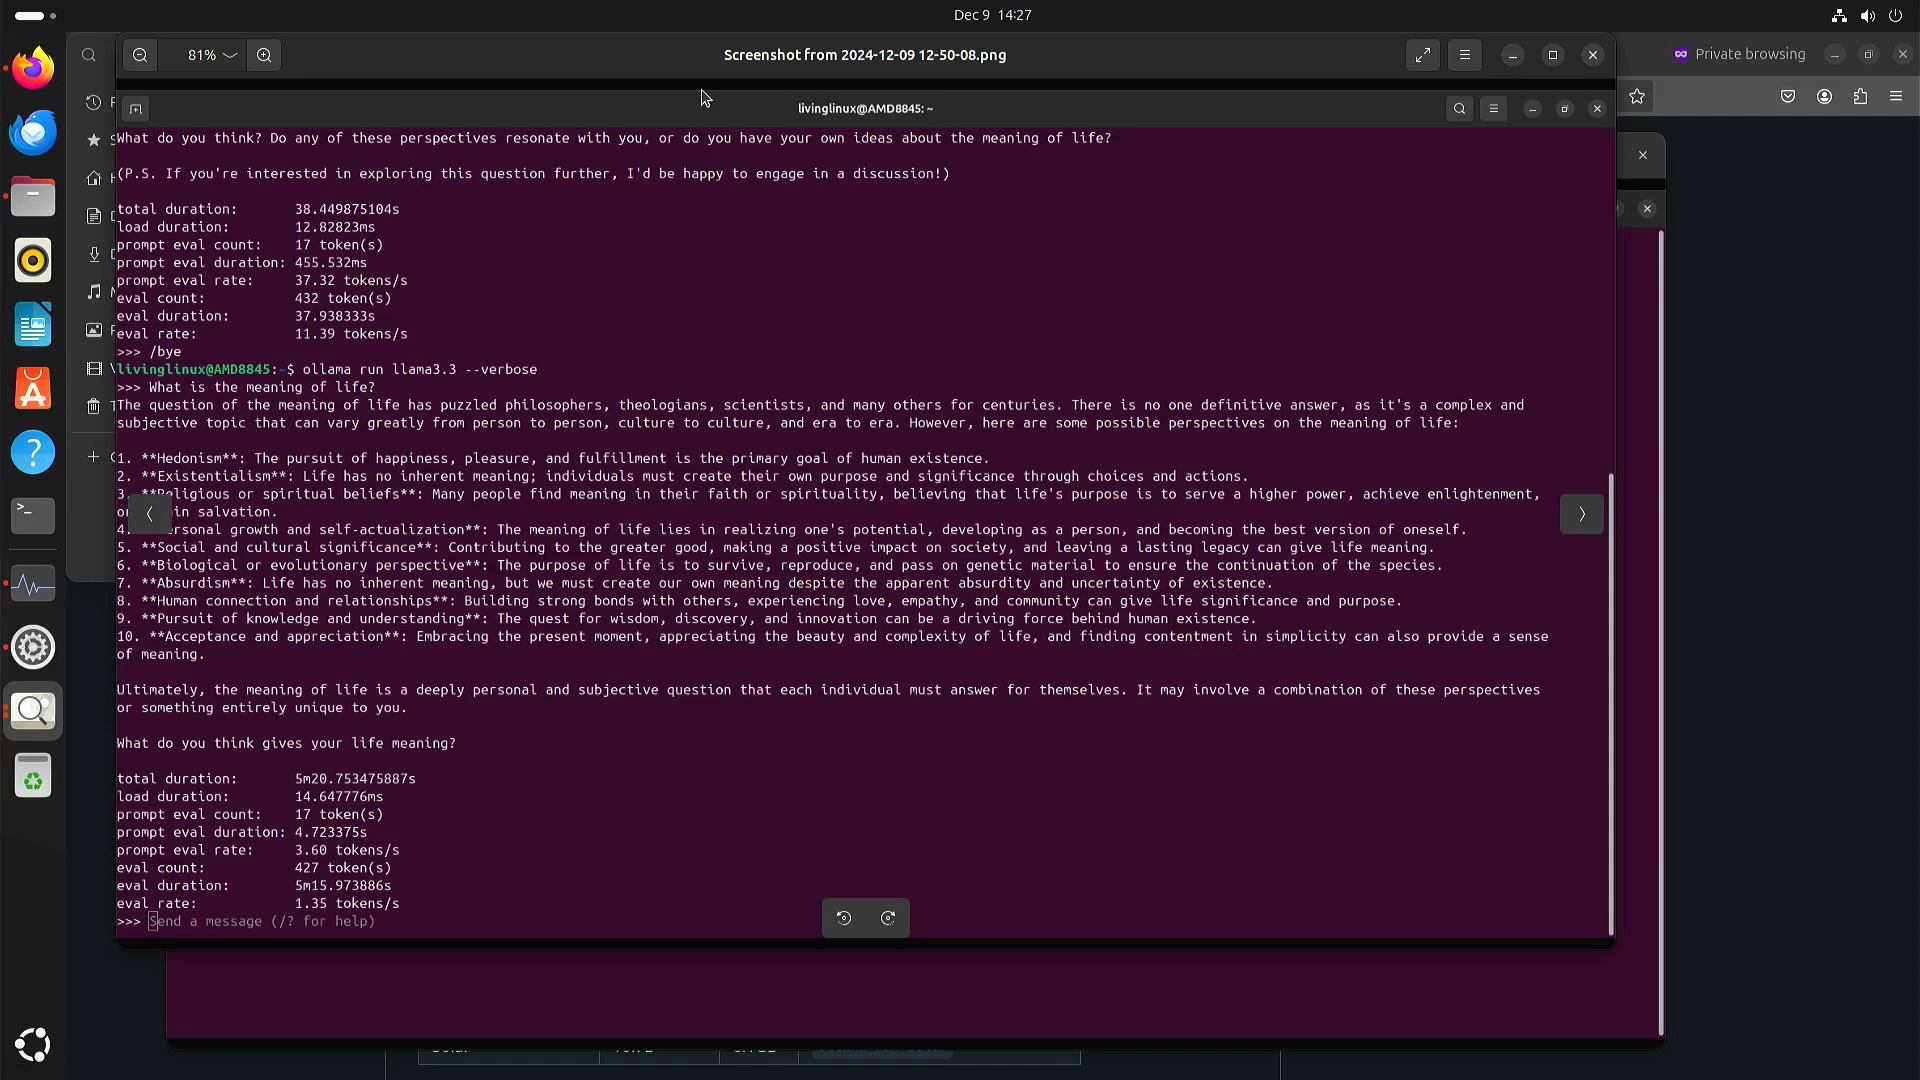 Dec 9 14:27
81%
Screenshot from 2024-12-09 12-50-08.png
Private browsing
livinglinux@AMD8845: ~
What do you think? Do any of these perspectives resonate with you, or do you have your own ideas about the meaning of life?
(P.S. If you're interested in exploring this question further, I'd be happy to engage in a discussion!)
total duration: 38.449875104s
load duration: 12.82823ms
prompt eval count: 17 token(s)
prompt eval duration: 455.532ms
prompt eval rate: 37.32 tokens/s
eval count: 432 token(s)
eval duration: 37.938333s
eval rate: 11.39 tokens/s
>>> /bye
livinglinux@AMD8845:~$ ollama run llama3.3 --verbose
>>> What is the meaning of life?
The question of the meaning of life has puzzled philosophers, theologians, scientists, and many others for centuries. There is no one definitive answer, as it's a complex and
subjective topic that can vary greatly from person to person, culture to culture, and era to era. However, here are some possible perspectives on the meaning of life:
1. **Hedonism**: The pursuit of happiness, pleasure, and fulfillment is the primary goal of human existence.
2. **Existentialism**: Life has no inherent meaning; individuals must create their own purpose and significance through choices and actions.
3. **Religious or spiritual beliefs**: Many people find meaning in their faith or spirituality, believing that life's purpose is to serve a higher power, achieve enlightenment,
in salvation.
4. ersonal growth and self-actualization**: The meaning of life lies in realizing one's potential, developing as a person, and becoming the best version of oneself.
5. **Social and cultural significance**: Contributing to the greater good, making a positive impact on society, and leaving a lasting legacy can give life meaning.
6. **Biological or evolutionary perspective**: The purpose of life is to survive, reproduce, and pass on genetic material to ensure the continuation of the species.
7. **Absurdism**: Life has no inherent meaning, but we must create our own meaning despite the apparent absurdity and uncertainty of existence.
8. **Human connection and relationships**: Building strong bonds with others, experiencing love, empathy, and community can give life significance and purpose.
9. **Pursuit of knowledge and understanding**: The quest for wisdom, discovery, and innovation can be a driving force behind human existence.
10. **Acceptance and appreciation**: Embracing the present moment, appreciating the beauty and complexity of life, and finding contentment in simplicity can also provide a sense
of meaning.
Ultimately, the meaning of life is a deeply personal and subjective question that each individual must answer for themselves. It may involve a combination of these perspectives
or something entirely unique to you.
What do you think gives your life meaning?
total duration: 5m20.753475887s
load duration: 14.647776ms
prompt eval count: 17 token(s)
prompt eval duration: 4.723375s
prompt eval rate: 3.60 tokens/s
eval count: 427 token(s)
eval duration: 5m15.973886s
eval rate: 1.35 tokens/s
>>> Send a message (/? for help)